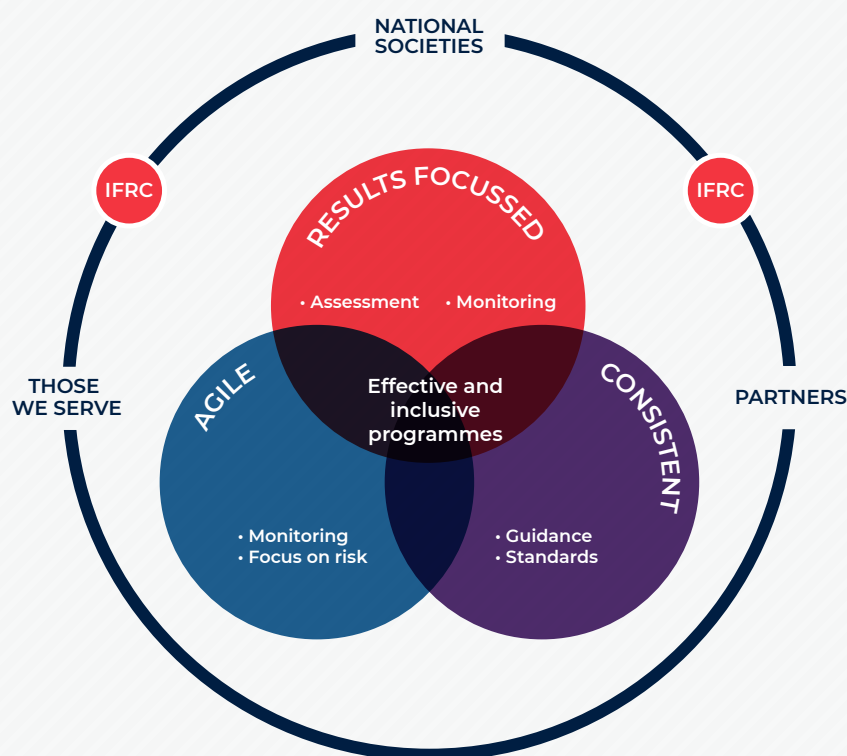 NATIONAL
SOCIETIES
IFRC
IFRC
RESULTS FOCUSSED
• Assessment • Monitoring
THOSE
WE SERVE
AGILE
Effective and
inclusive
programmes
CONSISTENT
PARTNERS
• Monitoring
• Focus on risk
• Guidance
• Standards